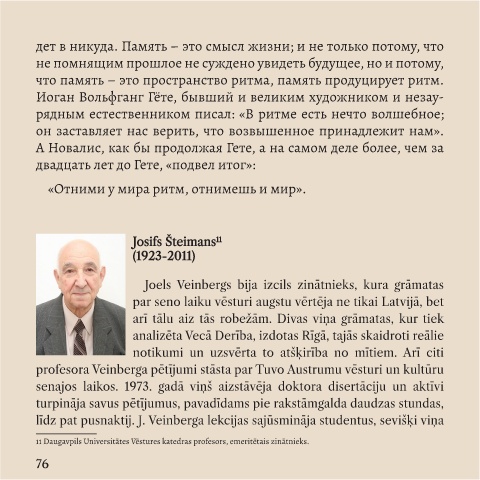 дет в никуда. Память – это смысл жизни; и не только потому, что
не помнящим прошлое не суждено увидеть будущее, но и потому,
что память – это пространство ритма, память продуцирует ритм.
Иоган Вольфганг Гёте, бывший и великим художником и незау-
рядным естественником писал: «В ритме есть нечто волшебное;
он заставляет нас верить, что возвышенное принадлежит нам».
А Новалис, как бы продолжая Гете, а на самом деле более, чем за
двадцать лет до Гете, «подвел итог»:
«Отними у мира ритм, отнимешь и мир».
Josifs Šteimans¹¹
(1923-2011)
Joels Veinbergs bija izcils zinātnieks, kura grāmatas
par seno laiku vēsturi augstu vērtēja ne tikai Latvijā, bet
arī tālu aiz tās robežām. Divas viņa grāmatas, kur tiek
analizēta Vecā Derība, izdotas Rīgā, tajās skaidroti reālie
notikumi un uzsvērta to atšķirība no mītiem. Arī citi
profesora Veinberga pētījumi stāsta par Tuvo Austrumu vēsturi un kultūru
senajos laikos. 1973. gadā viņš aizstāvēja doktora disertāciju un aktīvi
turpināja savus pētījumus, pavadīdams pie rakstāmgalda daudzas stundas,
līdz pat pusnaktij. J. Veinberga lekcijas sajūsmināja studentus, sevišķi viņa
11 Daugavpils Universitātes Vēstures katedras profesors, emeritētais zinātnieks.
76